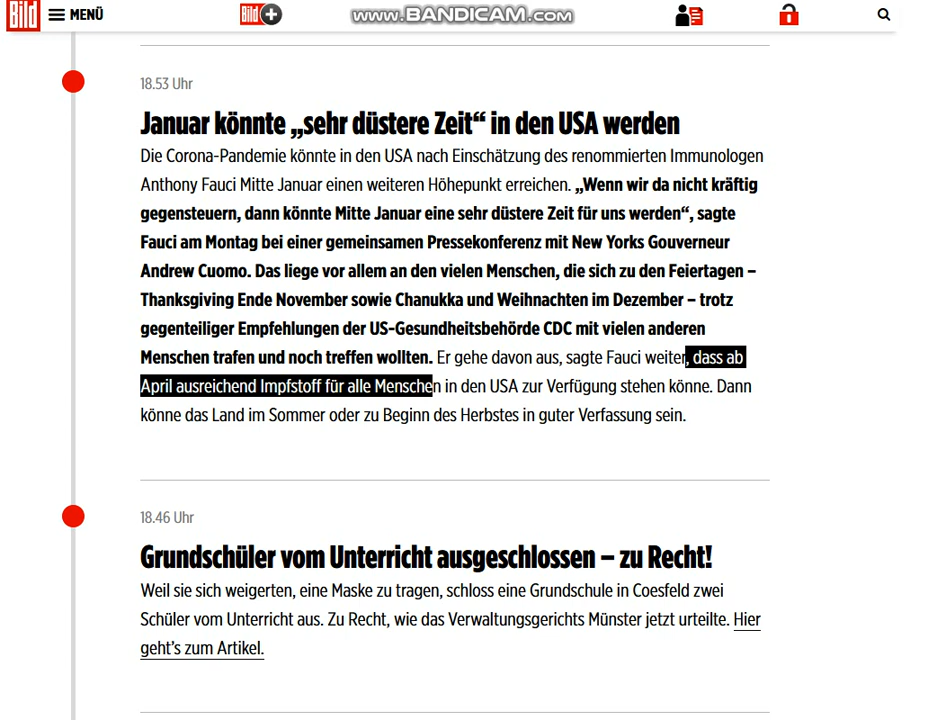 Bild MENÜ Bild+ www.BANDICAM.com
18.53 Uhr
Januar könnte „sehr düstere Zeit“ in den USA werden
Die Corona-Pandemie könnte in den USA nach Einschätzung des renommierten Immunologen
Anthony Fauci Mitte Januar einen weiteren Höhepunkt erreichen. „Wenn wir da nicht kräftig
gegensteuern, dann könnte Mitte Januar eine sehr düstere Zeit für uns werden“, sagte
Fauci am Montag bei einer gemeinsamen Pressekonferenz mit New Yorks Gouverneur
Andrew Cuomo. Das liege vor allem an den vielen Menschen, die sich zu den Feiertagen –
Thanksgiving Ende November sowie Chanukka und Weihnachten im Dezember – trotz
gegenteiliger Empfehlungen der US-Gesundheitsbehörde CDC mit vielen anderen
Menschen trafen und noch treffen wollten. Er gehe davon aus, sagte Fauci weiter, dass ab
April ausreichend Impfstoff für alle Menschen in den USA zur Verfügung stehen könne. Dann
könne das Land im Sommer oder zu Beginn des Herbstes in guter Verfassung sein.
18.46 Uhr
Grundschüler vom Unterricht ausgeschlossen – zu Recht!
Weil sie sich weigerten, eine Maske zu tragen, schloss eine Grundschule in Coesfeld zwei
Schüler vom Unterricht aus. Zu Recht, wie das Verwaltungsgerichts Münster jetzt urteilte. Hier
geht’s zum Artikel.